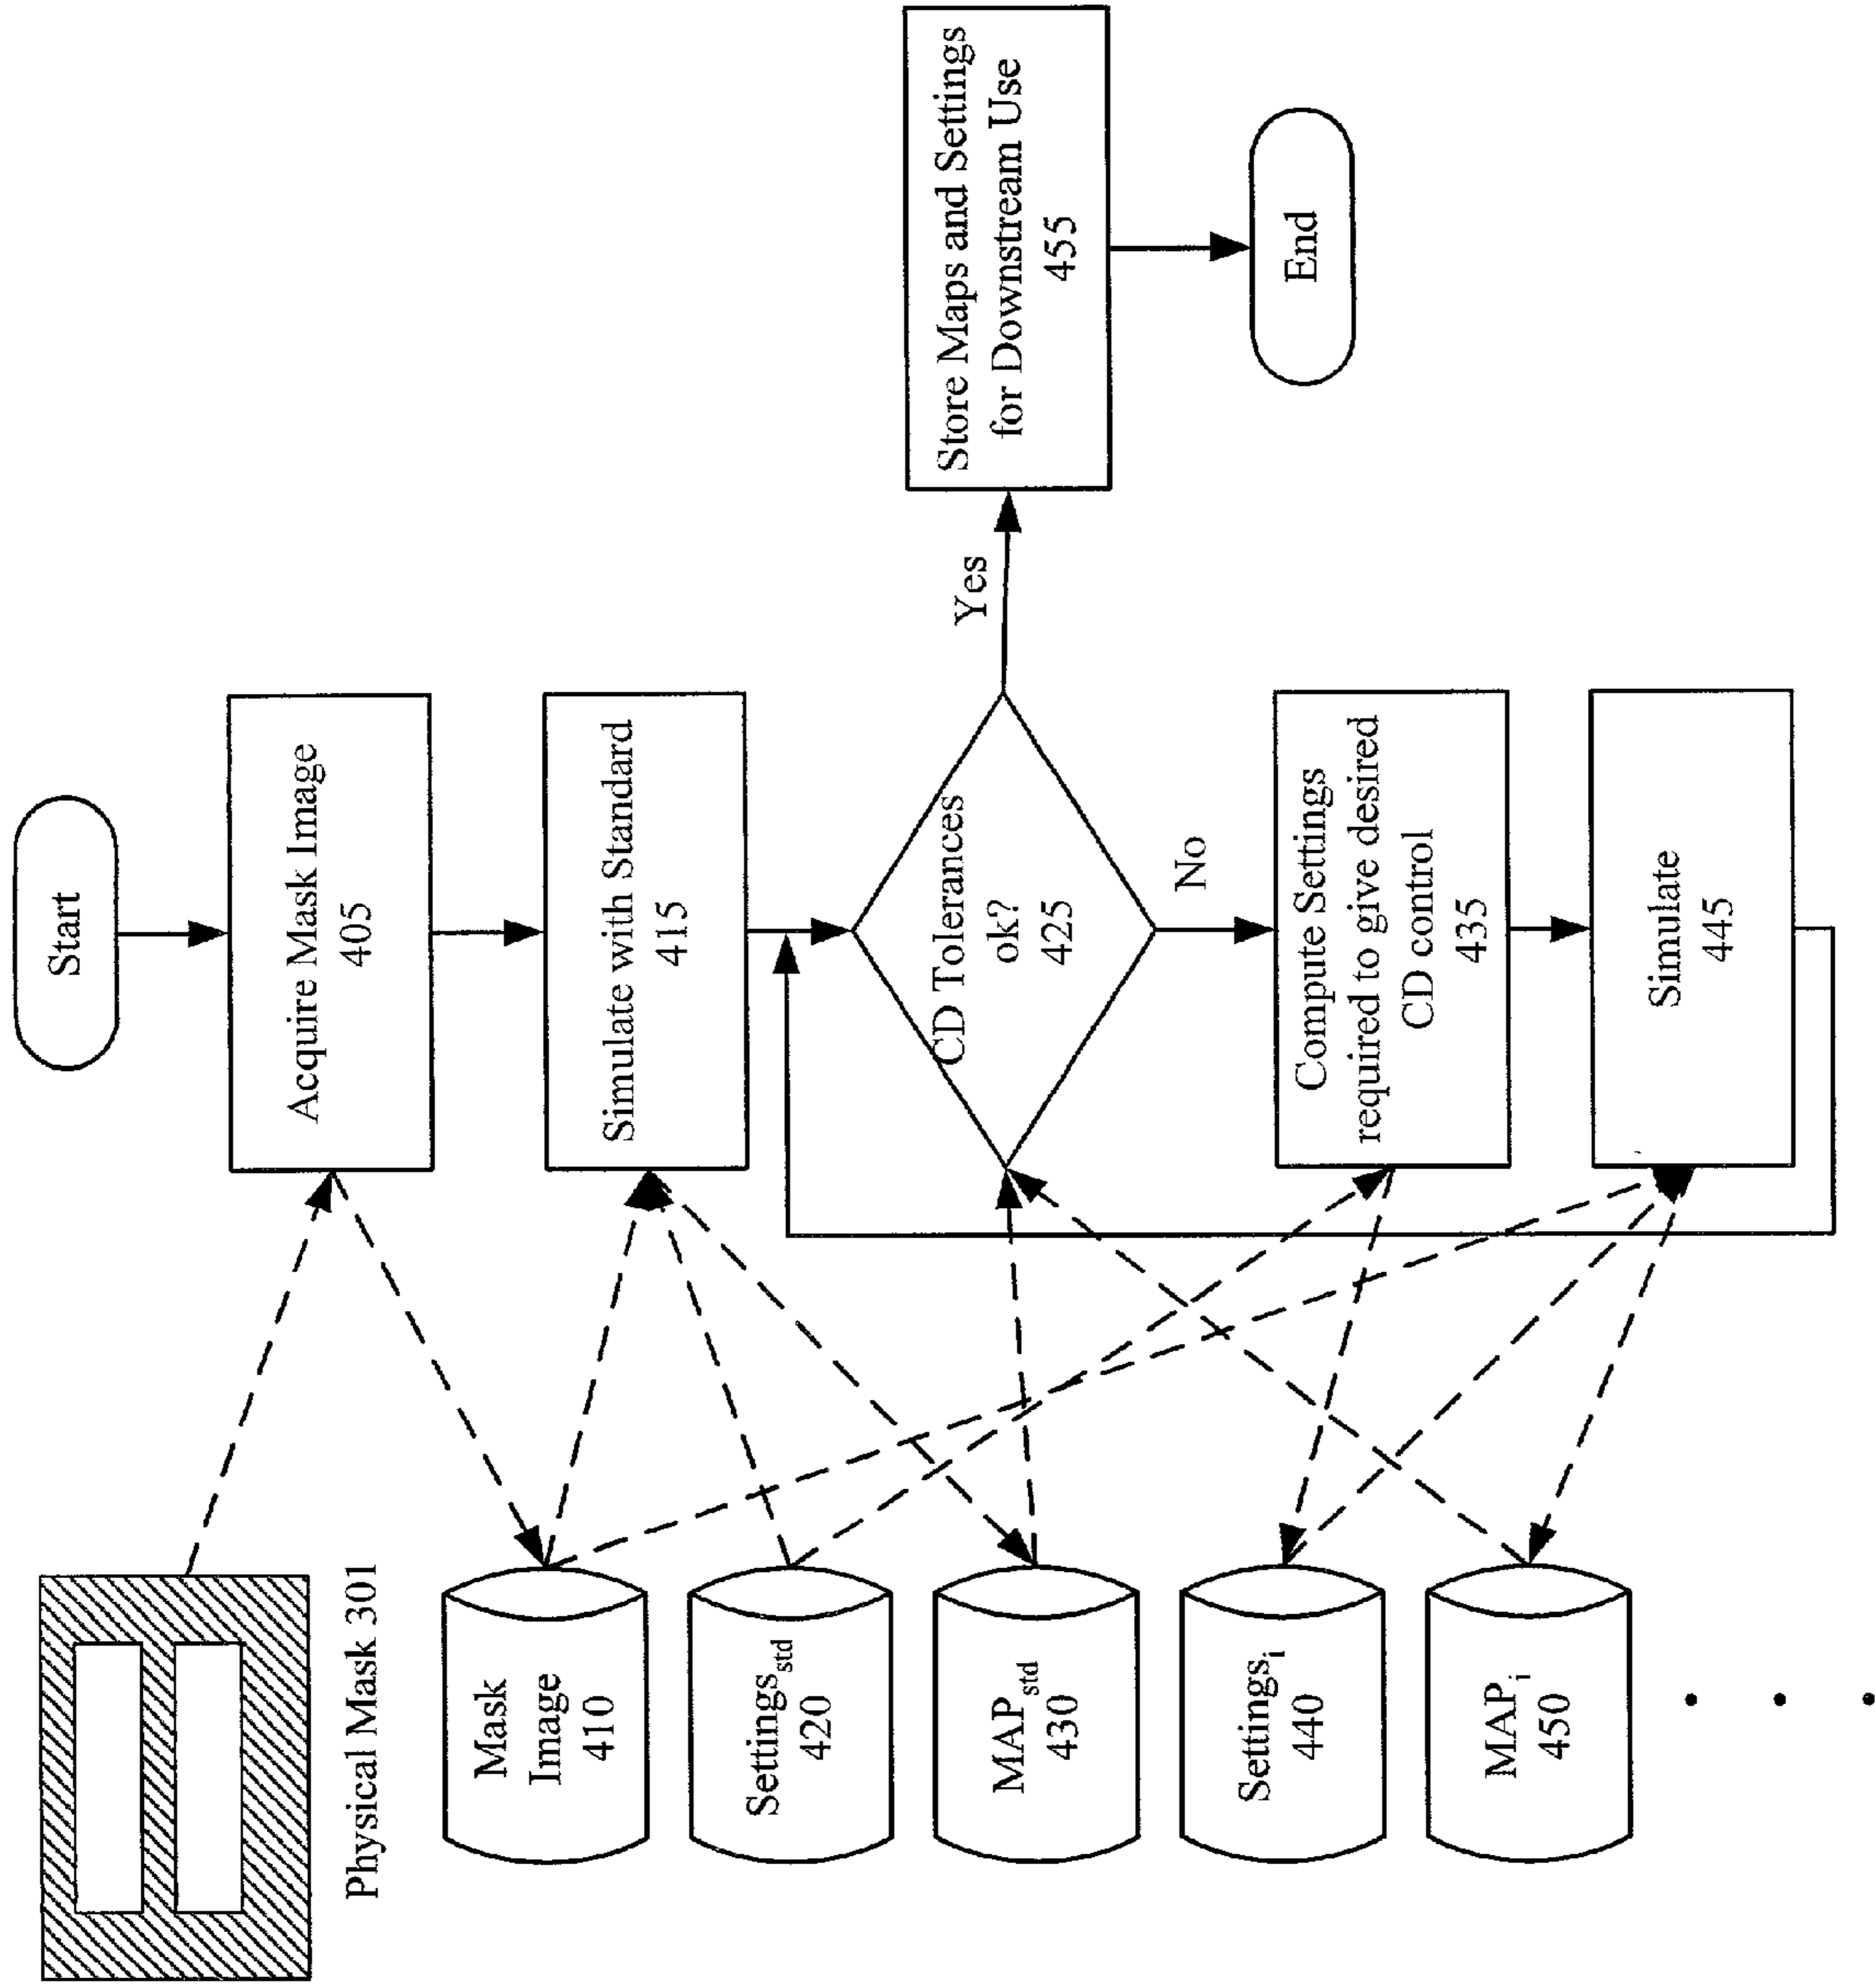 Start
Acquire Mask Image
405
Simulate with Standard
415
CD Tolerances
ok?
425
Yes
No
Store Maps and Settings
for Downstream Use
455
End
Compute Settings
required to give desired
CD control
435
Simulate
445
Physical Mask 301
Mask
Image
410
Settings_std
420
MAP_std
430
Settings_i
440
MAP_i
450